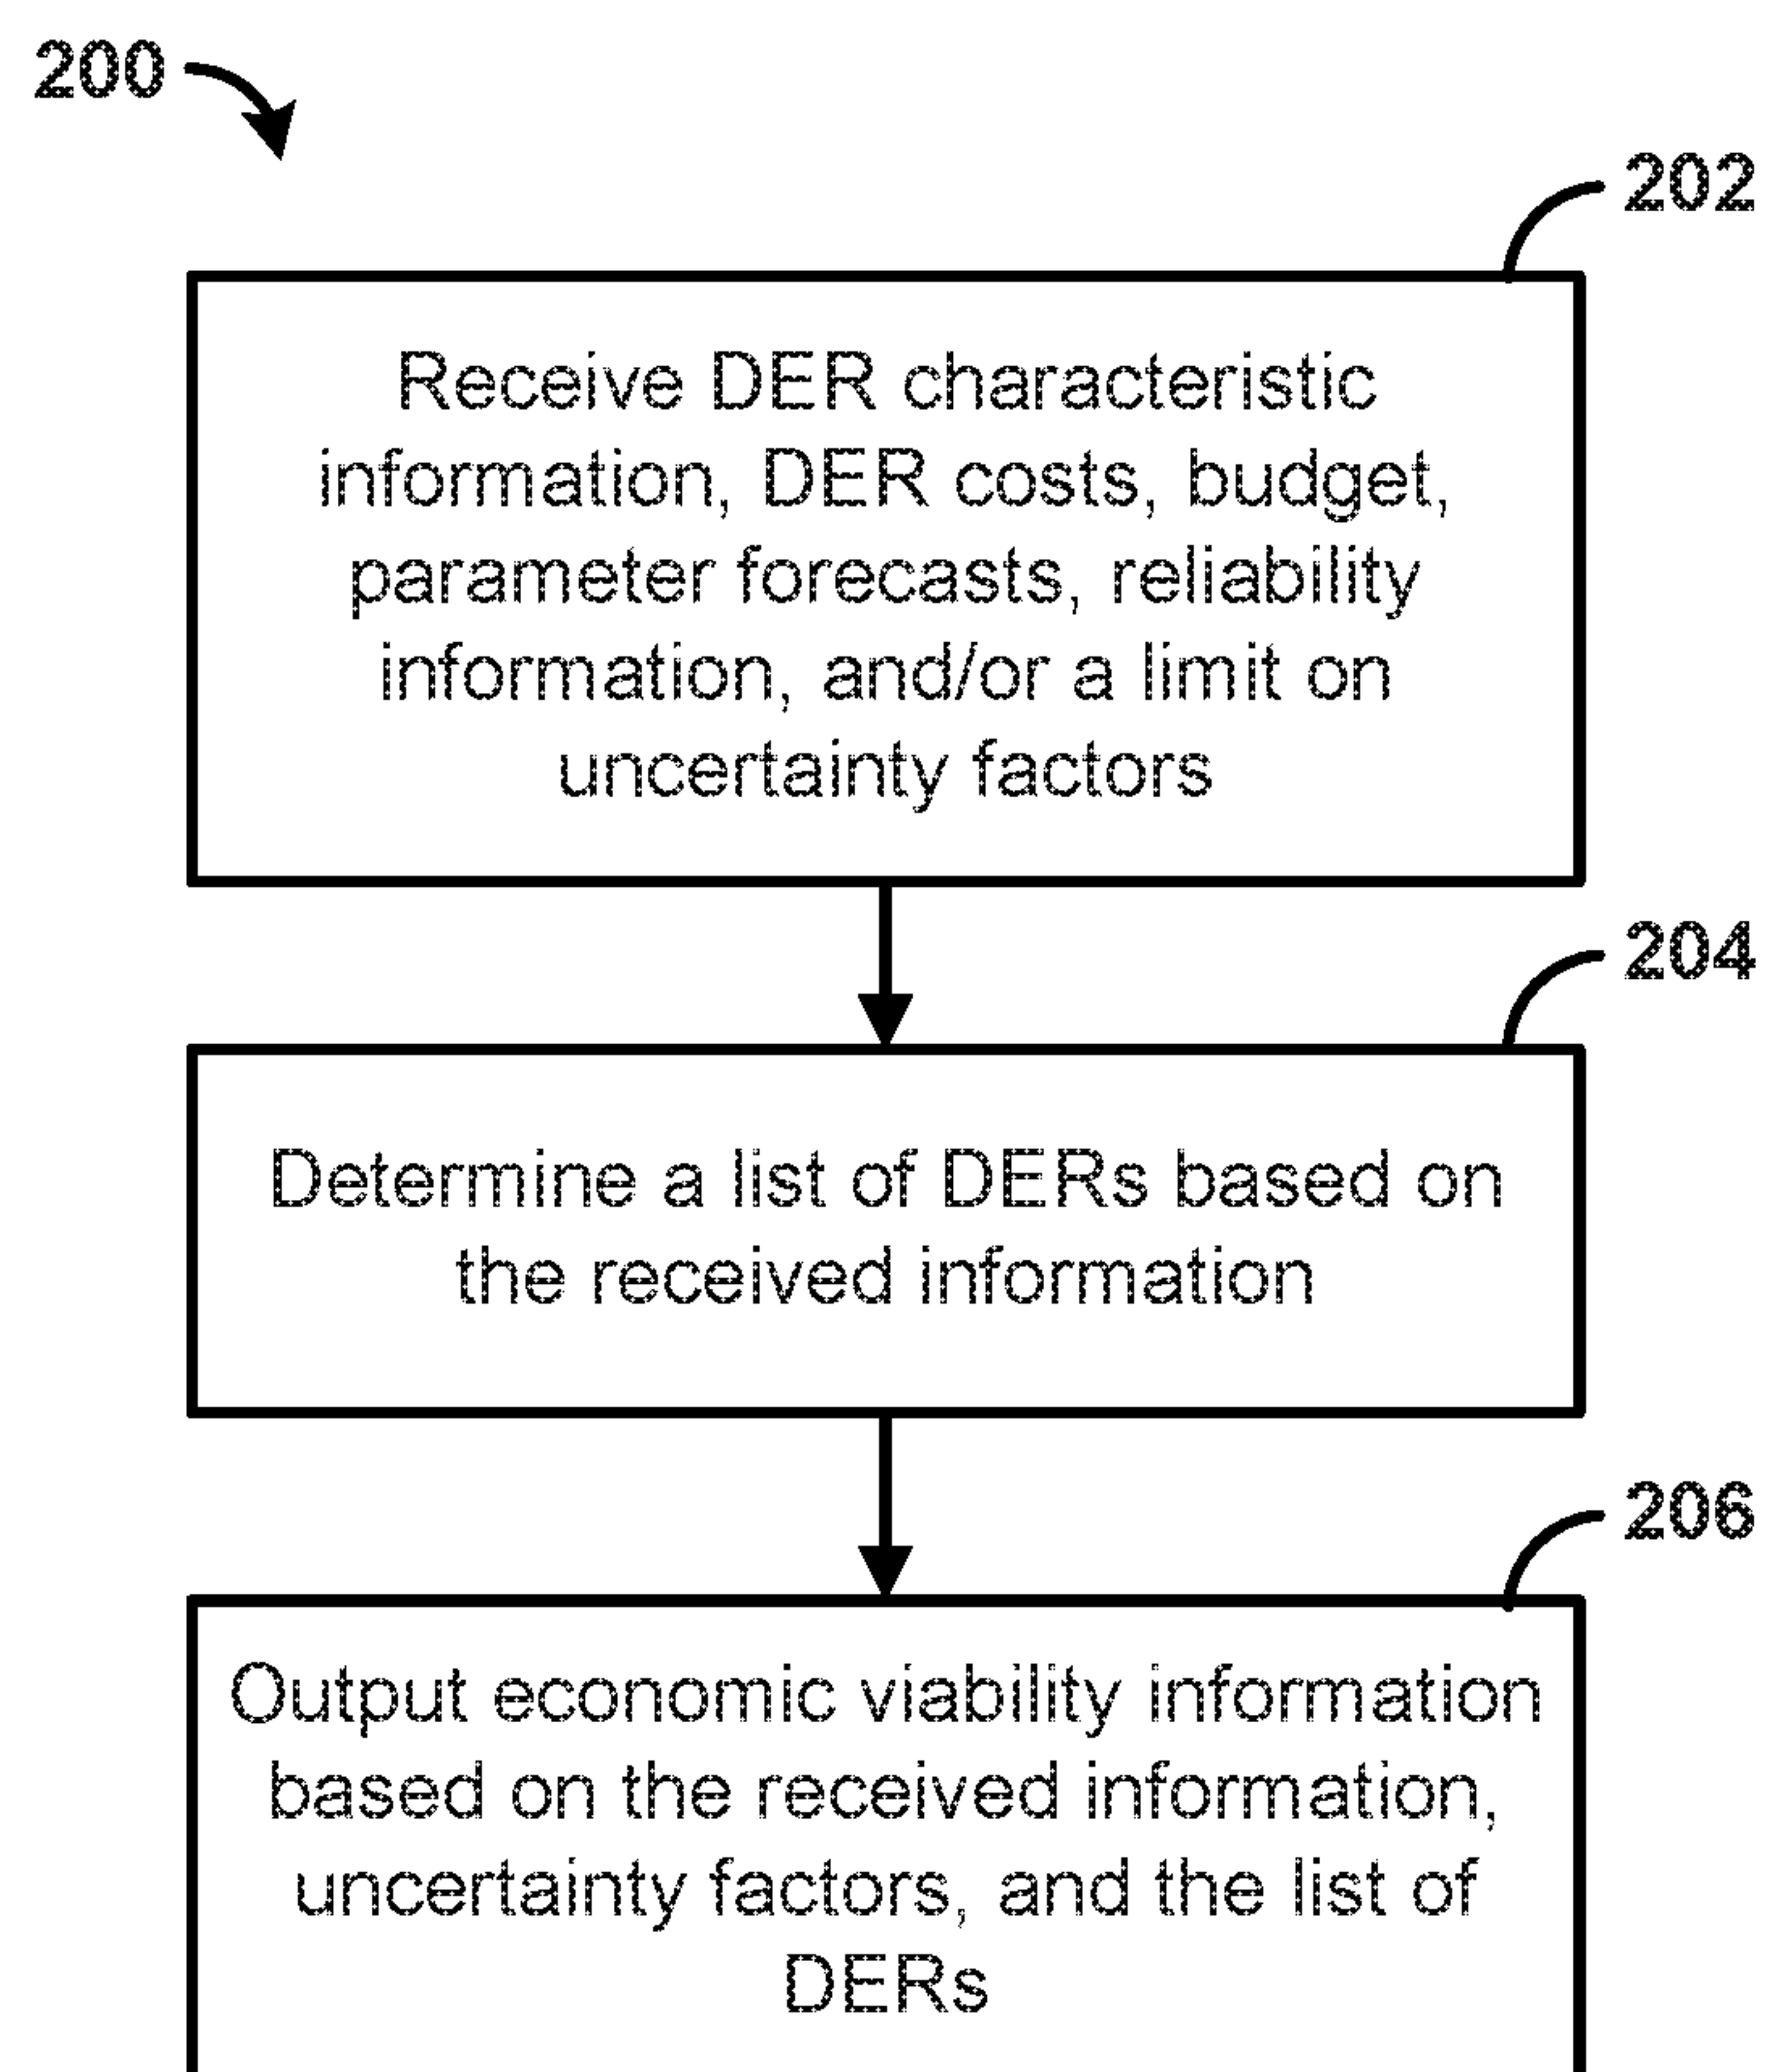 200
202
Receive DER characteristic
information, DER costs, budget,
parameter forecasts, reliability
information, and/or a limit on
uncertainty factors
204
Determine a list of DERs based on
the received information
206
Output economic viability information
based on the received information,
uncertainty factors, and the list of
DERs